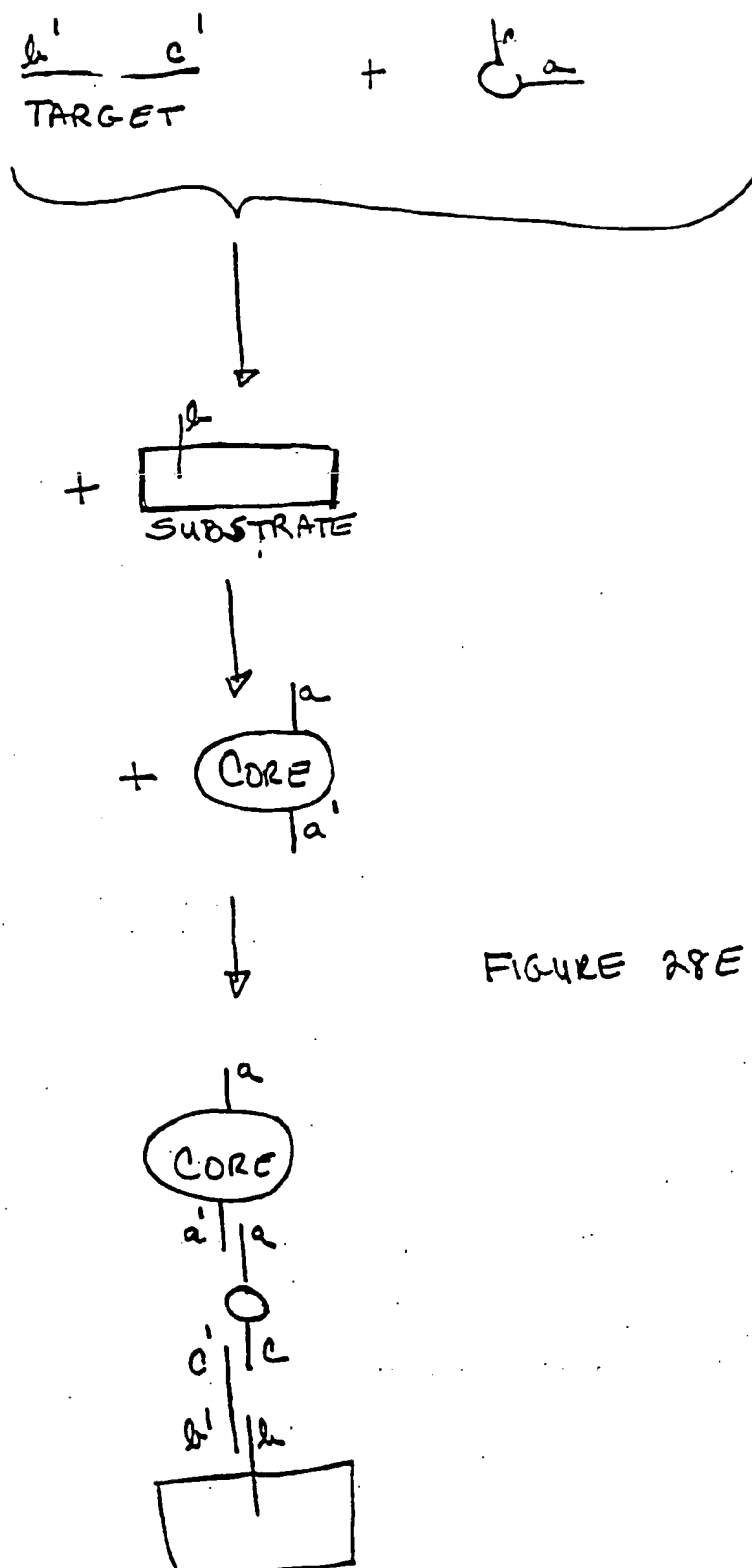 b' c' + c a
TARGET
b
+
SUBSTRATE
a
+ CORE
a'
FIGURE 28E
a
CORE
a' a
c' c
b' b